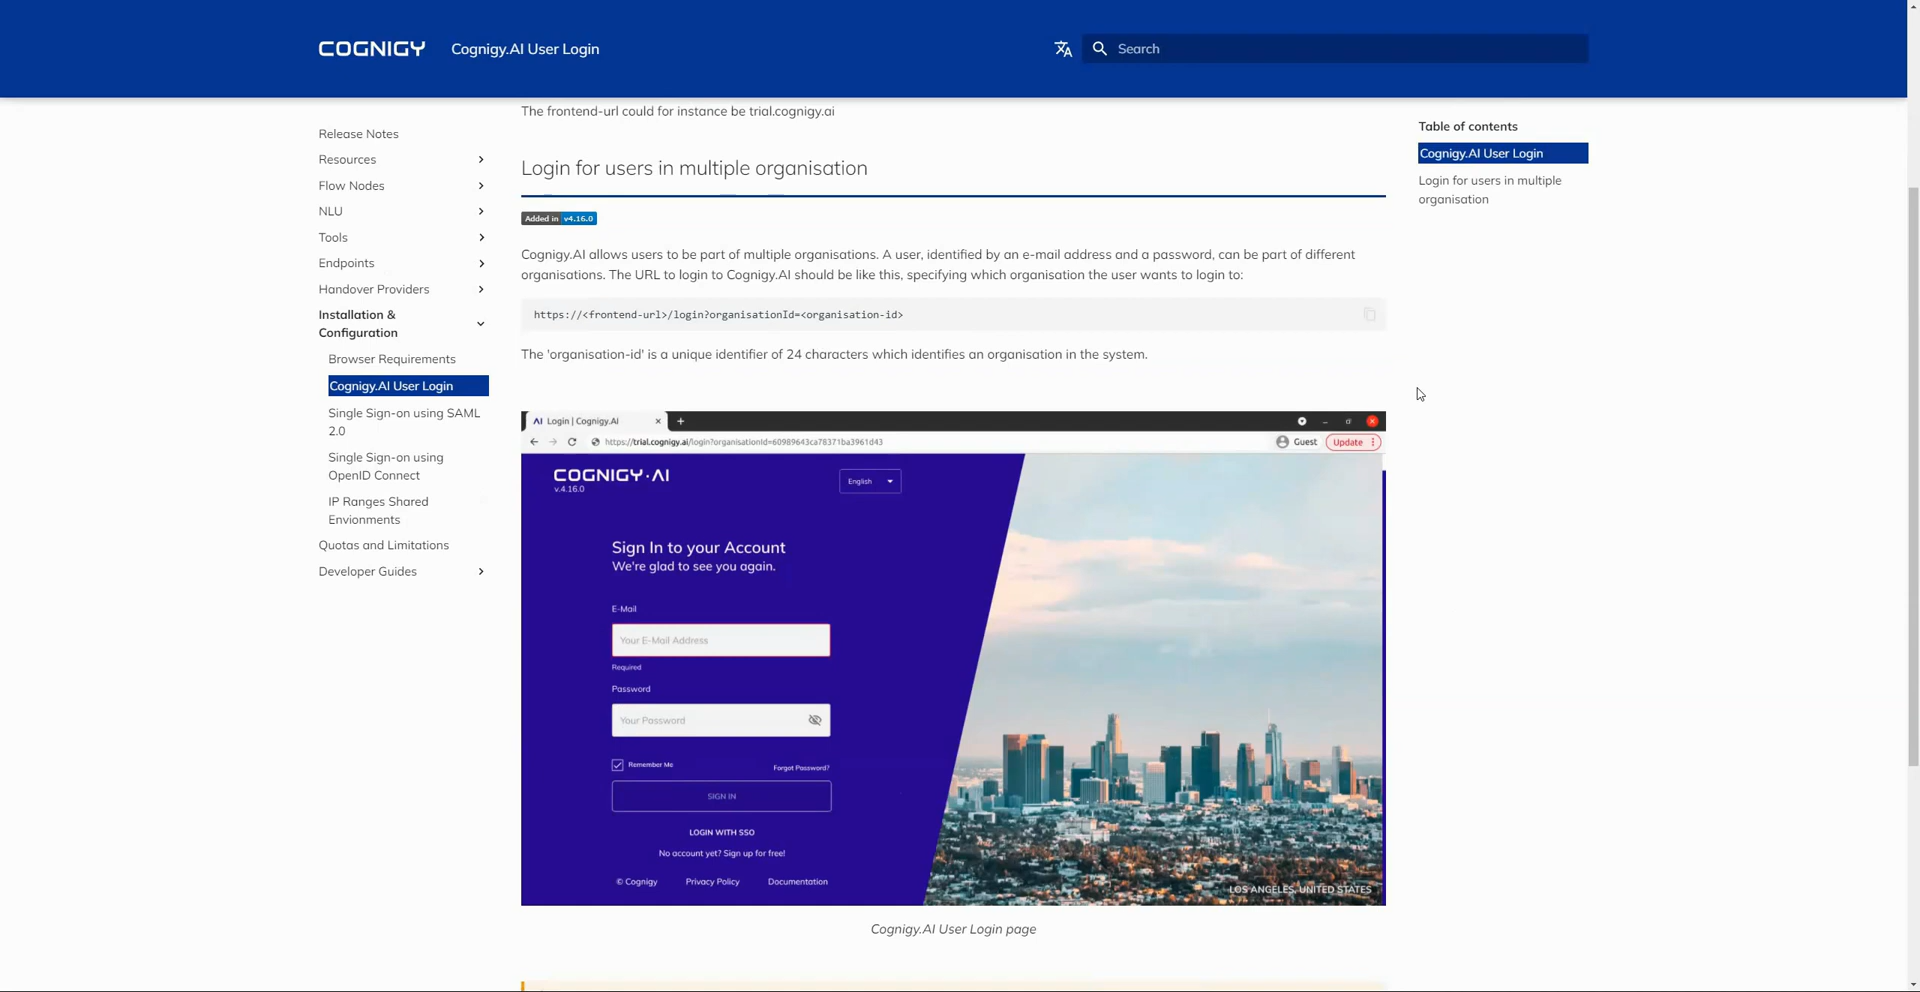 COGNIGY
Cognigy.AI User Login
Search
The frontend-url could for instance be trial.cognigy.ai
Release Notes
Resources
Flow Nodes
NLU
Tools
Endpoints
Handover Providers
Installation &
Configuration
Browser Requirements
Cognigy.AI User Login
Single Sign-on using SAML
2.0
Single Sign-on using
OpenID Connect
IP Ranges Shared
Envionments
Quotas and Limitations
Developer Guides
Login for users in multiple organisation
Added in v4.16.0
Cognigy.AI allows users to be part of multiple organisations. A user, identified by an e-mail address and a password, can be part of different
organisations. The URL to login to Cognigy.AI should be like this, specifying which organisation the user wants to login to:
https://<frontend-url>/login?organisationId=<organisation-id>
The 'organisation-id' is a unique identifier of 24 characters which identifies an organisation in the system.
AI Login | Cognigy.AI
https://trial.cognigy.ai/login?organisationId=60989643ca78371ba3961d43
Guest
Update
COGNIGY.AI
v.4.16.0
English
Sign In to your Account
We're glad to see you again.
E-Mail
Your E-Mail Address
Required
Password
Your Password
Remember Me
Forgot Password?
SIGN IN
LOGIN WITH SSO
No account yet? Sign up for free!
© Cognigy
Privacy Policy
Documentation
LOS ANGELES, UNITED STATES
Cognigy.AI User Login page
Table of contents
Cognigy.AI User Login
Login for users in multiple
organisation